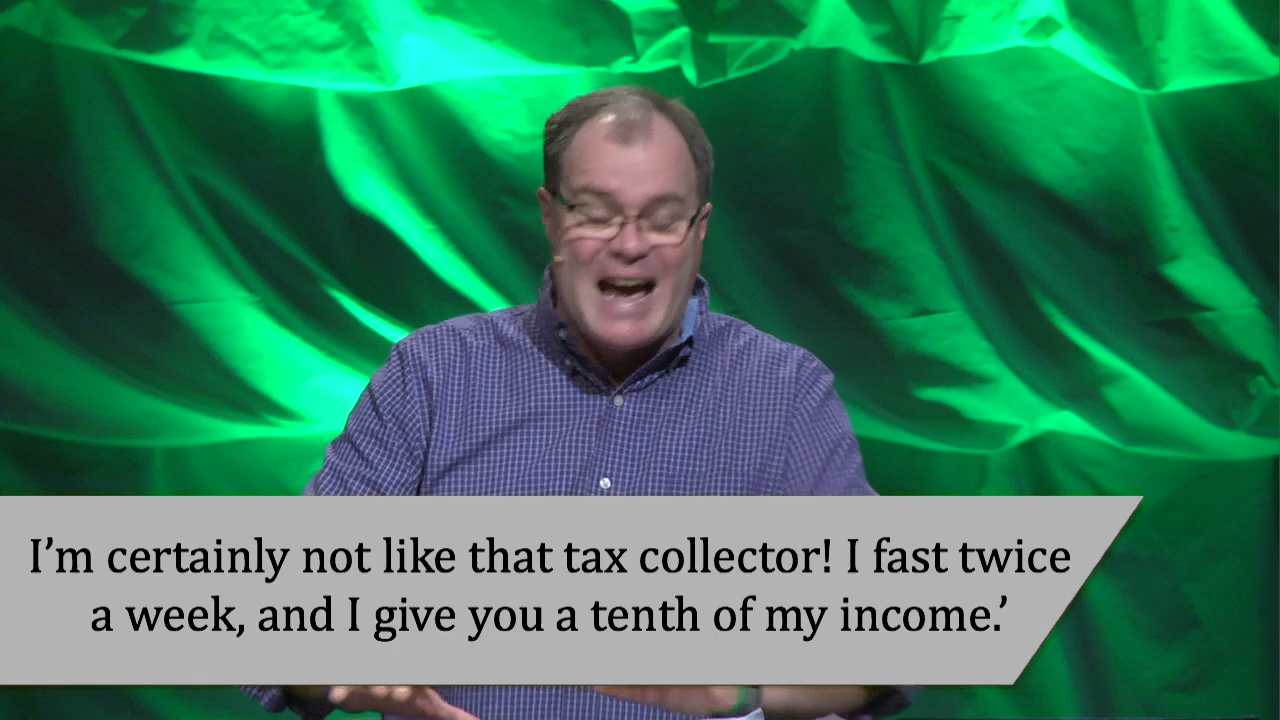 I’m certainly not like that tax collector! I fast twice
a week, and I give you a tenth of my income.’